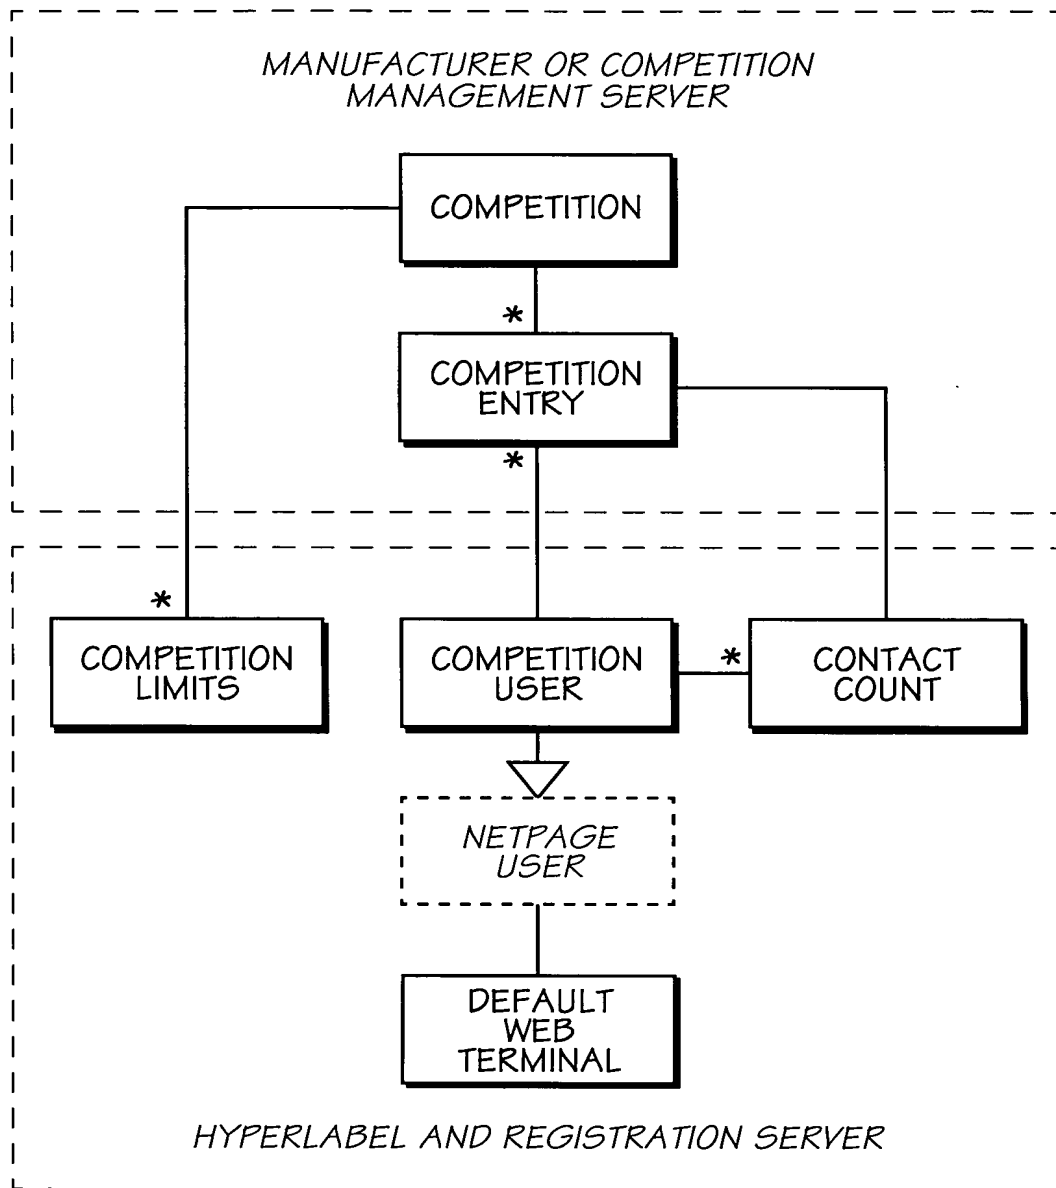 MANUFACTURER OR COMPETITION
MANAGEMENT SERVER
COMPETITION
*
COMPETITION
ENTRY
*
*
COMPETITION
LIMITS
COMPETITION
USER
*
CONTACT
COUNT
NETPAGE
USER
DEFAULT
WEB
TERMINAL
HYPERLABEL AND REGISTRATION SERVER